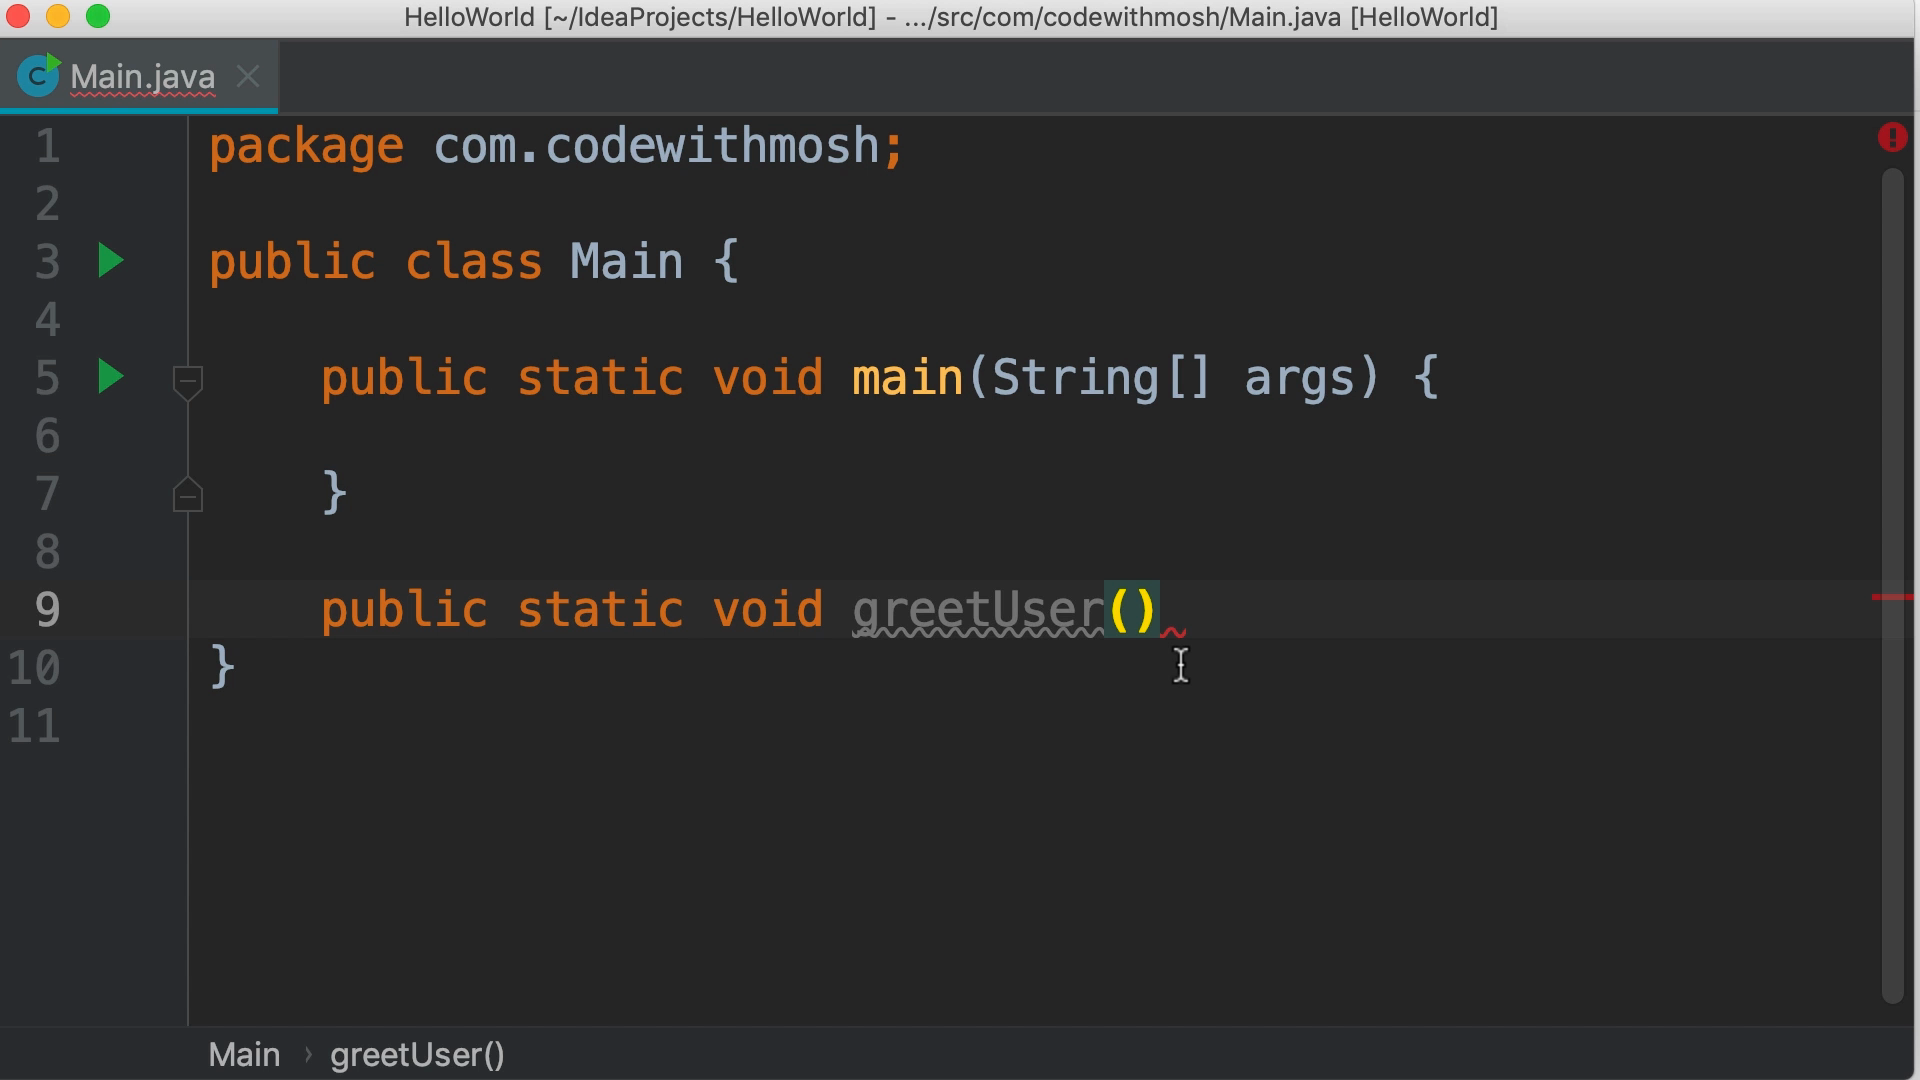 HelloWorld [~/IdeaProjects/HelloWorld] - .../src/com/codewithmosh/Main.java [HelloWorld]
C Main.java
1 package com.codewithmosh;
2
3 public class Main {
4
5 public static void main(String[] args) {
6
7 }
8
9 public static void greetUser()
10 }
11
Main › greetUser()